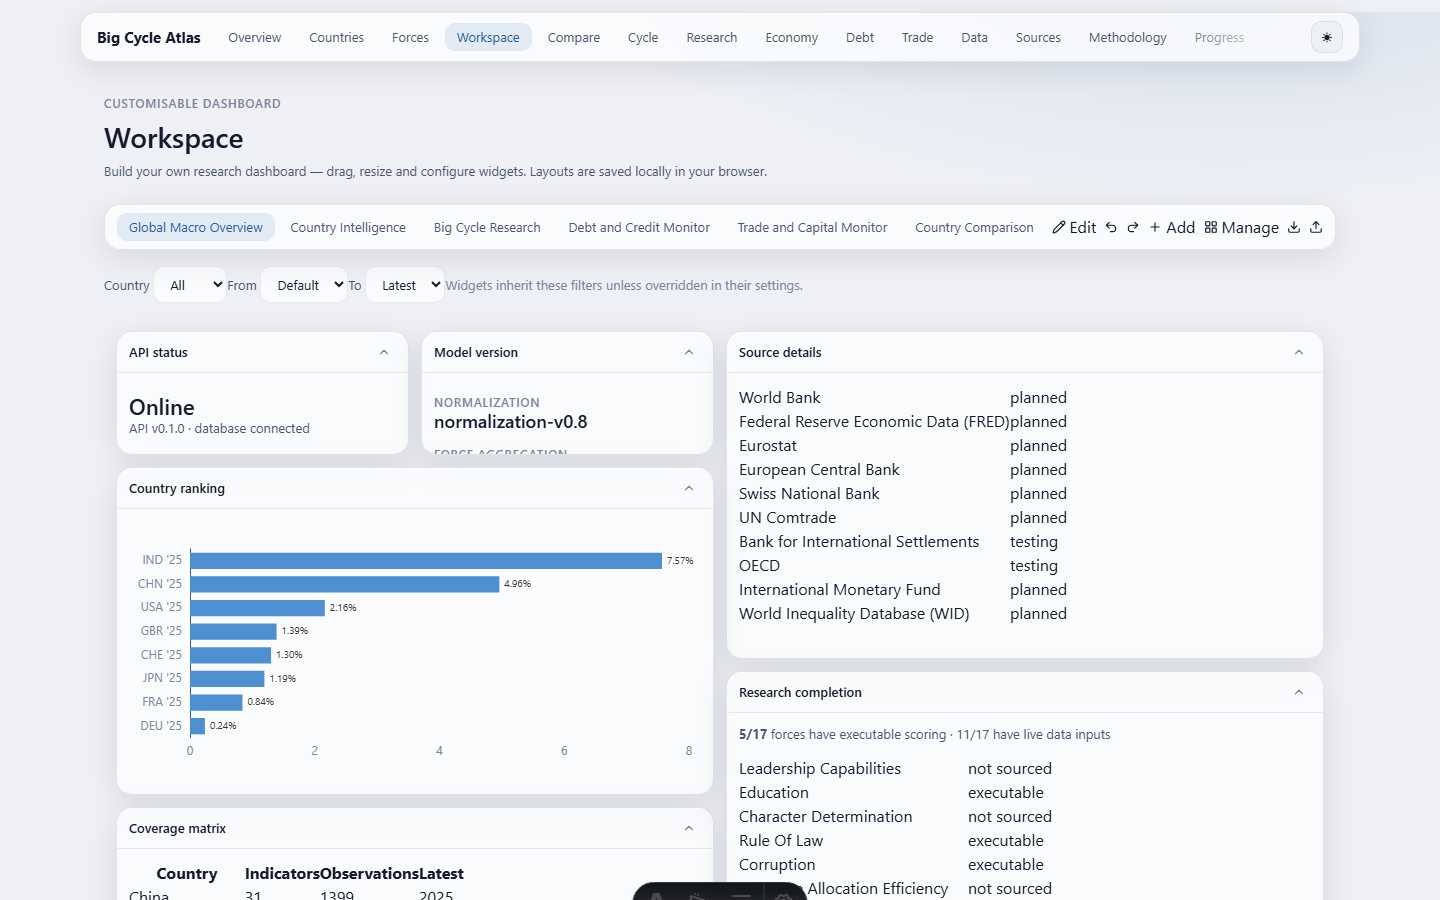 Big Cycle Atlas Overview Countries Forces Workspace Compare Cycle Research Economy Debt Trade Data Sources Methodology Progress
CUSTOMISABLE DASHBOARD
Workspace
Build your own research dashboard — drag, resize and configure widgets. Layouts are saved locally in your browser.
Global Macro Overview Country Intelligence Big Cycle Research Debt and Credit Monitor Trade and Capital Monitor Country Comparison Edit Add Manage
Country All From Default To Latest Widgets inherit these filters unless overridden in their settings.
API status
Online
API v0.1.0 · database connected
Model version
NORMALIZATION
normalization-v0.8
FORCE AGGREGATION
Source details
World Bank planned
Federal Reserve Economic Data (FRED) planned
Eurostat planned
European Central Bank planned
Swiss National Bank planned
UN Comtrade planned
Bank for International Settlements testing
OECD testing
International Monetary Fund planned
World Inequality Database (WID) planned
Country ranking
IND '25 7.57%
CHN '25 4.96%
USA '25 2.16%
GBR '25 1.39%
CHE '25 1.30%
JPN '25 1.19%
FRA '25 0.84%
DEU '25 0.24%
0 2 4 6 8
Research completion
5/17 forces have executable scoring · 11/17 have live data inputs
Leadership Capabilities not sourced
Education executable
Character Determination not sourced
Rule Of Law executable
Corruption executable
Allocation Efficiency not sourced
Coverage matrix
Country Indicators Observations Latest
China 31 1399 2025